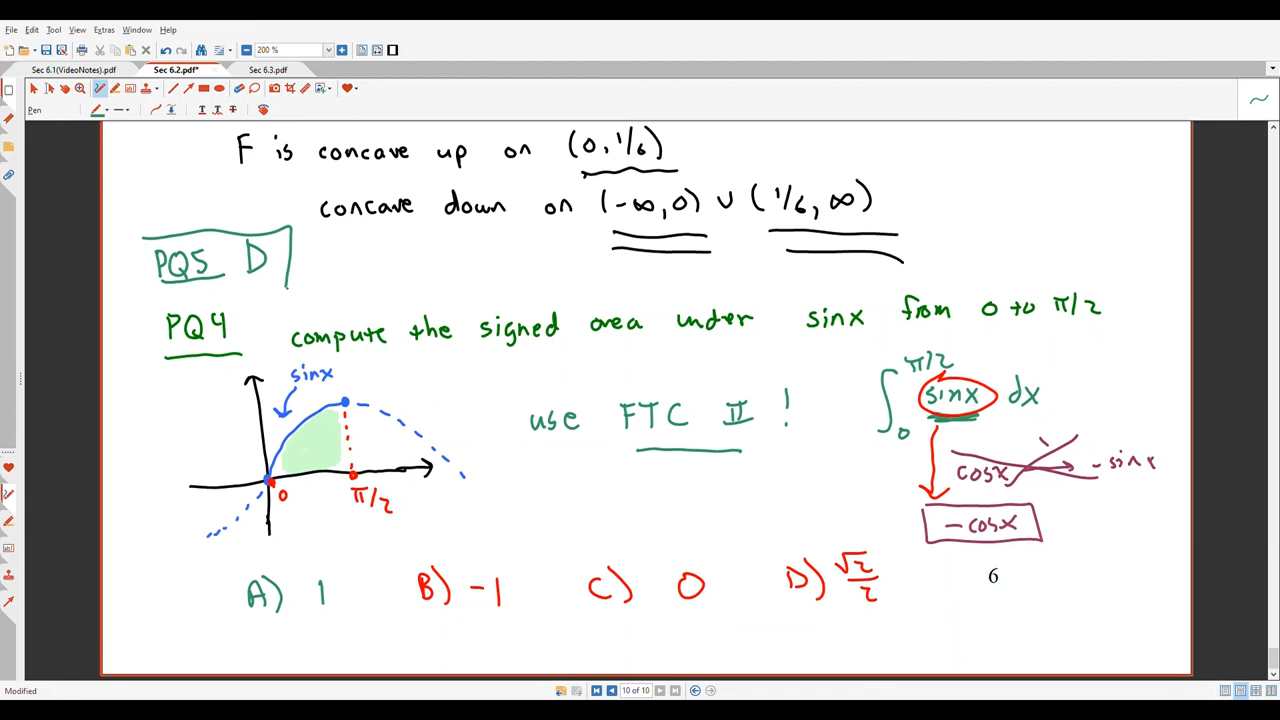 File Edit Tool View Extras Window Help
200 %
Sec 6.1(VideoNotes).pdf Sec 6.2.pdf* Sec 6.3.pdf
Pen
F is concave up on (0, 1/6)
concave down on (-∞, 0) ∪ (1/6, ∞)
PQ5 D
PQ4 compute the signed area under sinx from 0 to π/2
sinx
0
π/2
use FTC II !
∫₀^π/2 sinx dx
cosx → - sinx
- cosx
A) 1 B) -1 C) 0 D) √2/2
6
Modified
10 of 10